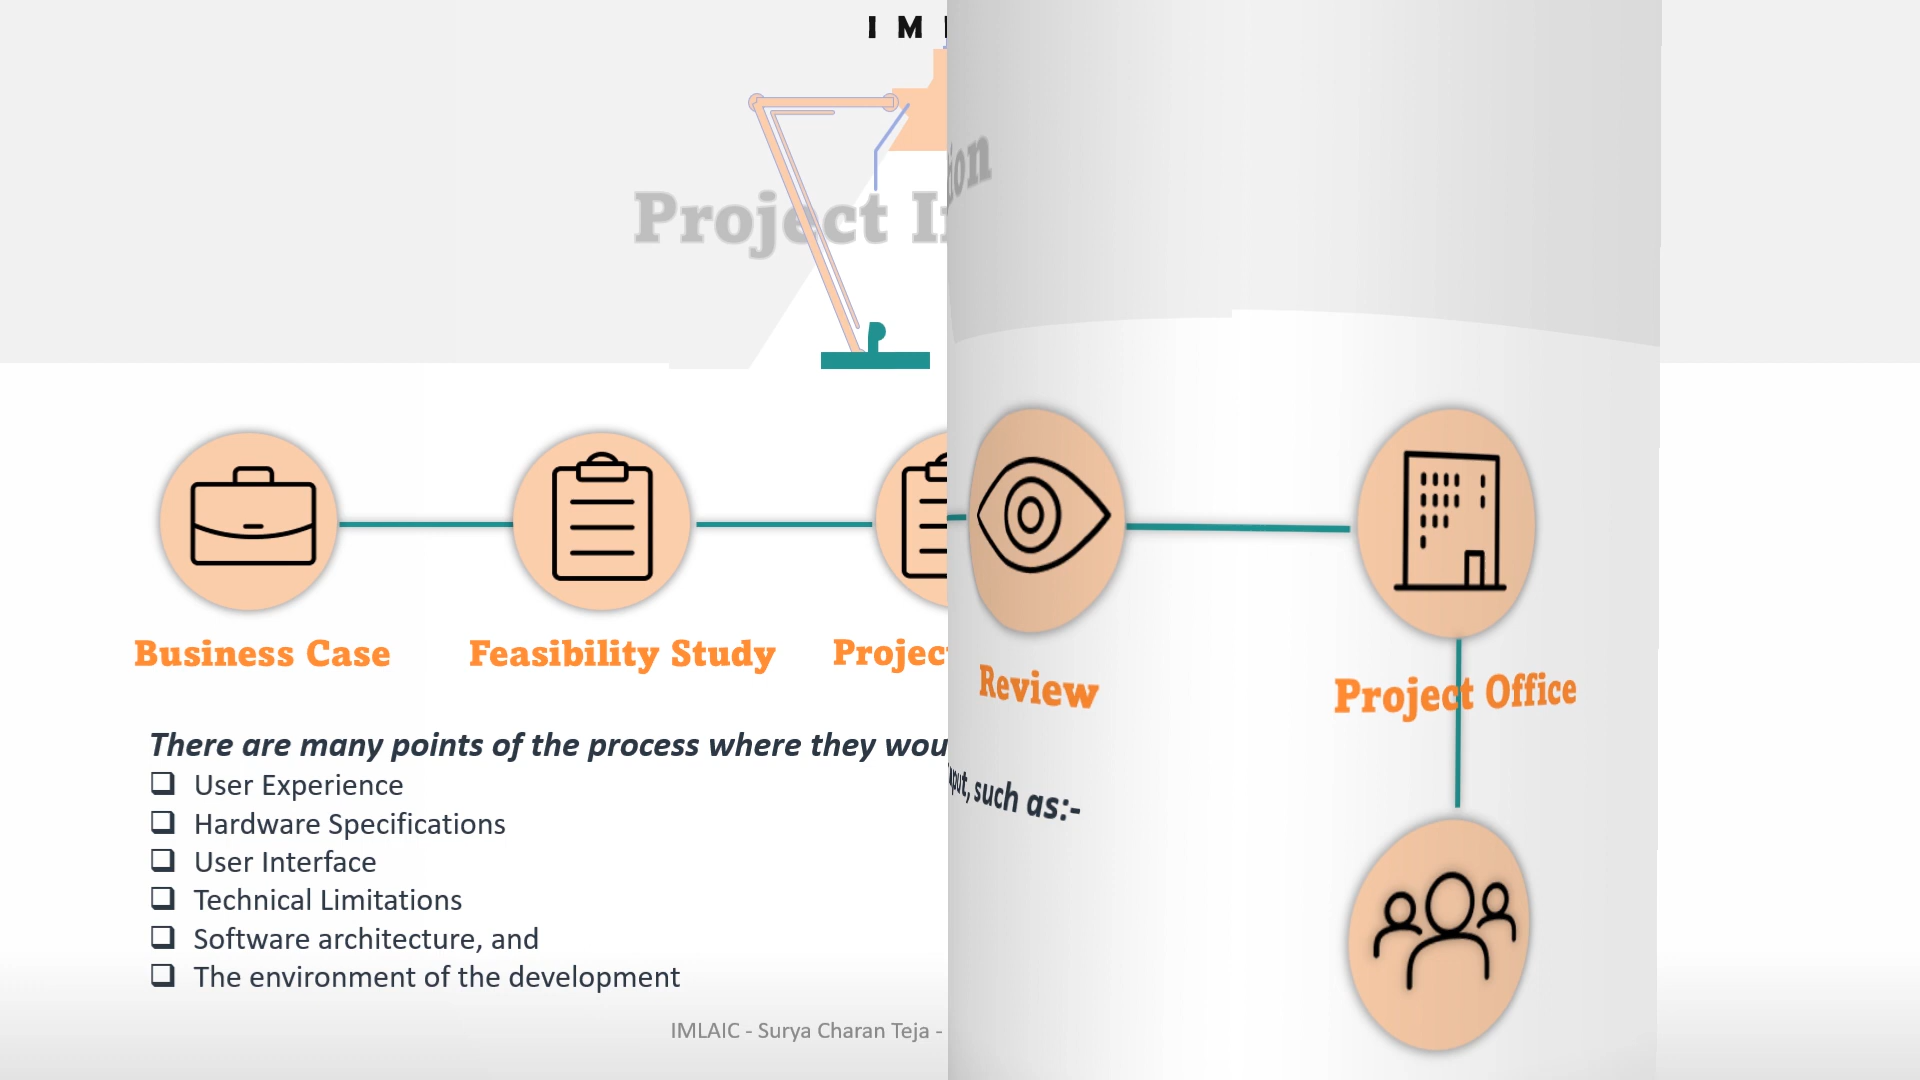 I M
Project
Business Case
Feasibility Study
Review
Project Office
There are many points of the process where they
such as:-
❑ User Experience
❑ Hardware Specifications
❑ User Interface
❑ Technical Limitations
❑ Software architecture, and
❑ The environment of the development
IMLAIC - Surya Charan Teja -